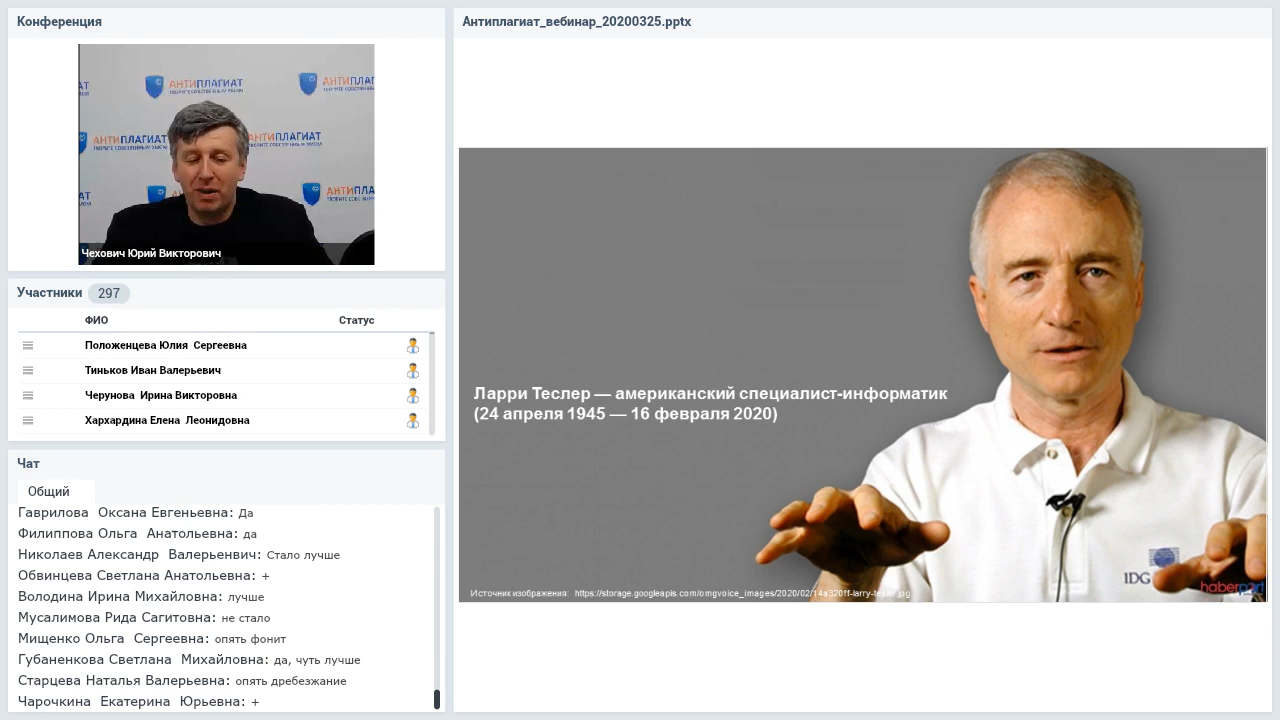 Конференция
АНТИПЛАГИАТ
АНТИПЛАГИАТ
АНТИПЛАГИАТ
Чехович Юрий Викторович
Участники 297
ФИО Статус
Положенцева Юлия Сергеевна
Тиньков Иван Валерьевич
Черунова Ирина Викторовна
Хархардина Елена Леонидовна
Чат
Общий
Гаврилова Оксана Евгеньевна: Да
Филиппова Ольга Анатольевна: да
Николаев Александр Валерьенвич: Стало лучше
Обвинцева Светлана Анатольевна: +
Володина Ирина Михайловна: лучше
Мусалимова Рида Сагитовна: не стало
Мищенко Ольга Сергеевна: опять фонит
Губаненкова Светлана Михайловна: да, чуть лучше
Старцева Наталья Валерьевна: опять дребезжание
Чарочкина Екатерина Юрьевна: +
Антиплагиат_вебинар_20200325.pptx
Ларри Теслер — американский специалист-информатик
(24 апреля 1945 — 16 февраля 2020)
IDG
Источник изображения: https://storage.googleapis.com/omgvoice_images/2020/02/14a320ff-larry-tesler.jpg